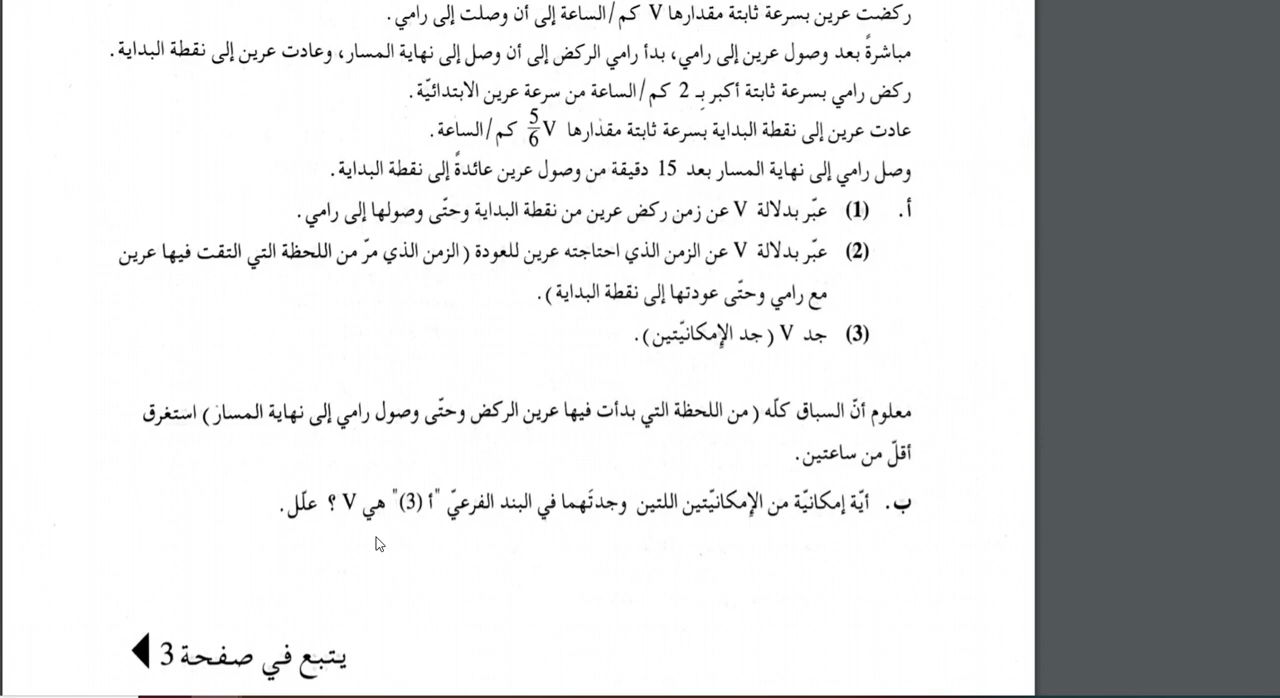 ركضت عرين بسرعة ثابتة مقدارها V كم/الساعة إلى أن وصلت إلى رامي.
مباشرةً بعد وصول عرين إلى رامي، بدأ رامي الركض إلى أن وصل إلى نهاية المسار، وعادت عرين إلى نقطة البداية.
ركض رامي بسرعة ثابتة أكبر بـ 2 كم/الساعة من سرعة عرين الابتدائيّة.
عادت عرين إلى نقطة البداية بسرعة ثابتة مقدارها 5/6 V كم/الساعة.
وصل رامي إلى نهاية المسار بعد 15 دقيقة من وصول عرين عائدةً إلى نقطة البداية.
أ. (1) عبّر بدلالة V عن زمن ركض عرين من نقطة البداية وحتّى وصولها إلى رامي.
(2) عبّر بدلالة V عن الزمن الذي احتاجته عرين للعودة (الزمن الذي مرّ من اللحظة التي التقت فيها عرين
مع رامي وحتّى عودتها إلى نقطة البداية).
(3) جد V (جد الإمكانيّتين).
معلوم أنّ السباق كلّه (من اللحظة التي بدأت فيها عرين الركض وحتّى وصول رامي إلى نهاية المسار) استغرق
أقلّ من ساعتين.
ب. أيّة إمكانيّة من الإمكانيّتين اللتين وجدتَهما في البند الفرعيّ "أ (3)" هي V ؟ علّل.
يتبع في صفحة 3